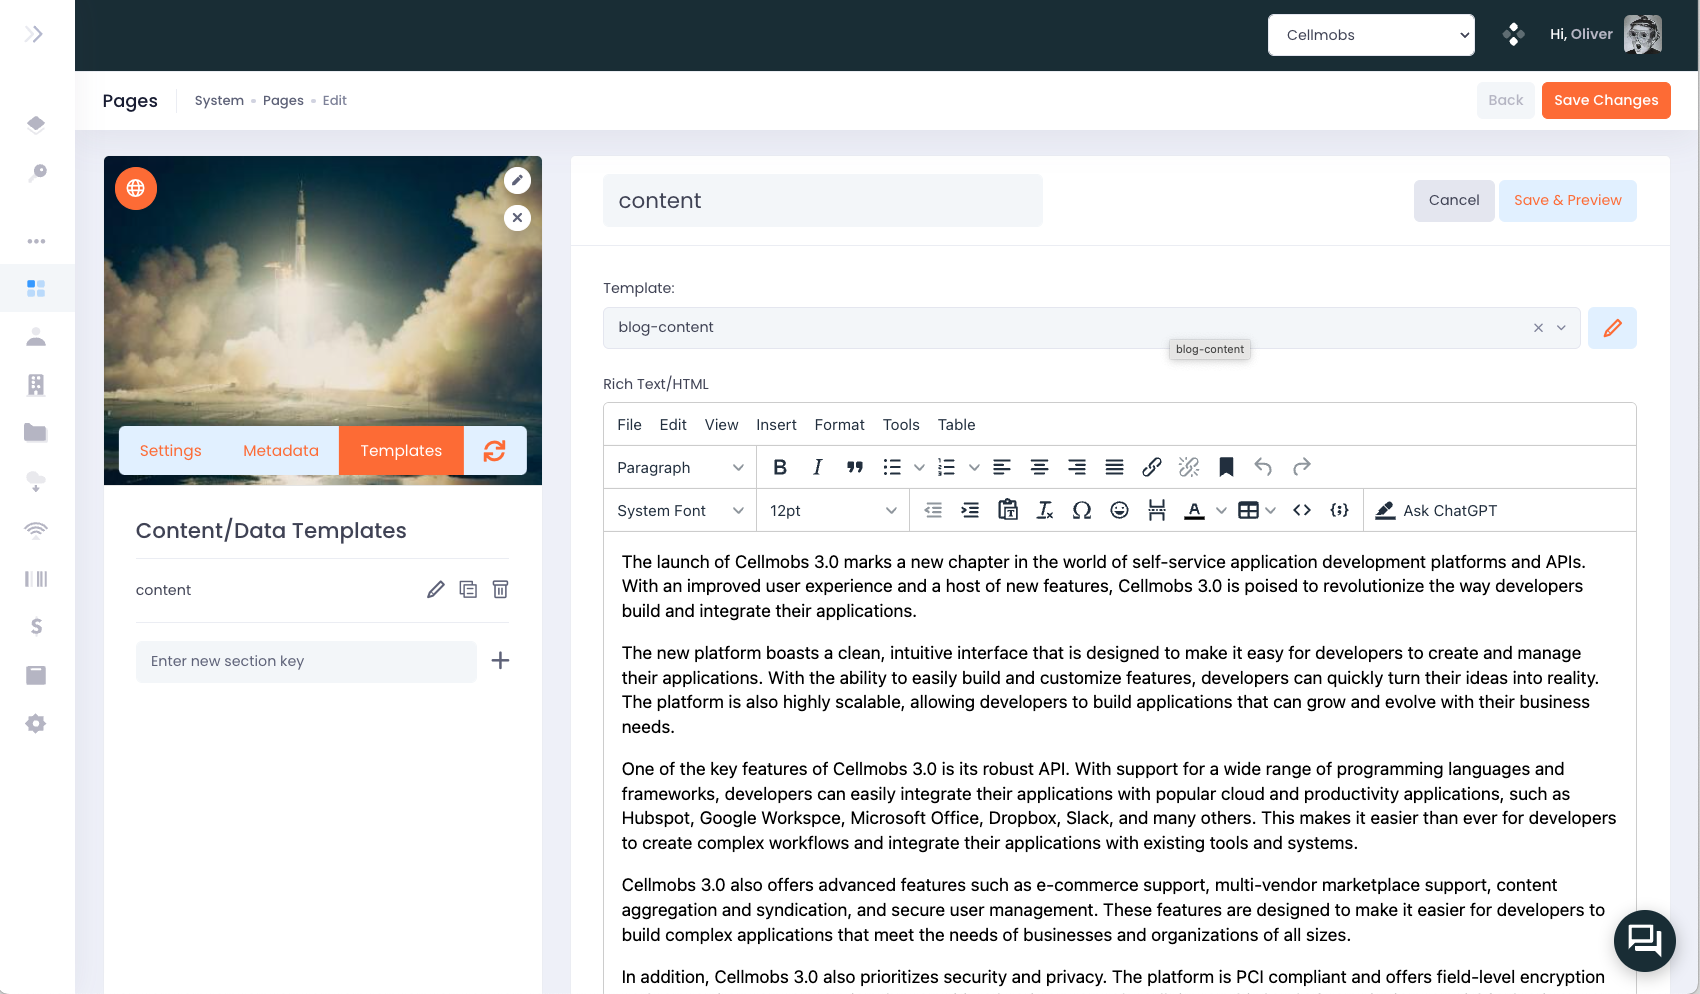 Cellmobs
Hi, Oliver
Pages
System • Pages • Edit
Back
Save Changes
Settings
Metadata
Templates
Content/Data Templates
content
Enter new section key
content
Cancel
Save & Preview
Template:
blog-content
blog-content
Rich Text/HTML
File Edit View Insert Format Tools Table
Paragraph
System Font
12pt
Ask ChatGPT
The launch of Cellmobs 3.0 marks a new chapter in the world of self-service application development platforms and APIs.
With an improved user experience and a host of new features, Cellmobs 3.0 is poised to revolutionize the way developers
build and integrate their applications.
The new platform boasts a clean, intuitive interface that is designed to make it easy for developers to create and manage
their applications. With the ability to easily build and customize features, developers can quickly turn their ideas into reality.
The platform is also highly scalable, allowing developers to build applications that can grow and evolve with their business
needs.
One of the key features of Cellmobs 3.0 is its robust API. With support for a wide range of programming languages and
frameworks, developers can easily integrate their applications with popular cloud and productivity applications, such as
Hubspot, Google Workspce, Microsoft Office, Dropbox, Slack, and many others. This makes it easier than ever for developers
to create complex workflows and integrate their applications with existing tools and systems.
Cellmobs 3.0 also offers advanced features such as e-commerce support, multi-vendor marketplace support, content
aggregation and syndication, and secure user management. These features are designed to make it easier for developers to
build complex applications that meet the needs of businesses and organizations of all sizes.
In addition, Cellmobs 3.0 also prioritizes security and privacy. The platform is PCI compliant and offers field-level encryption